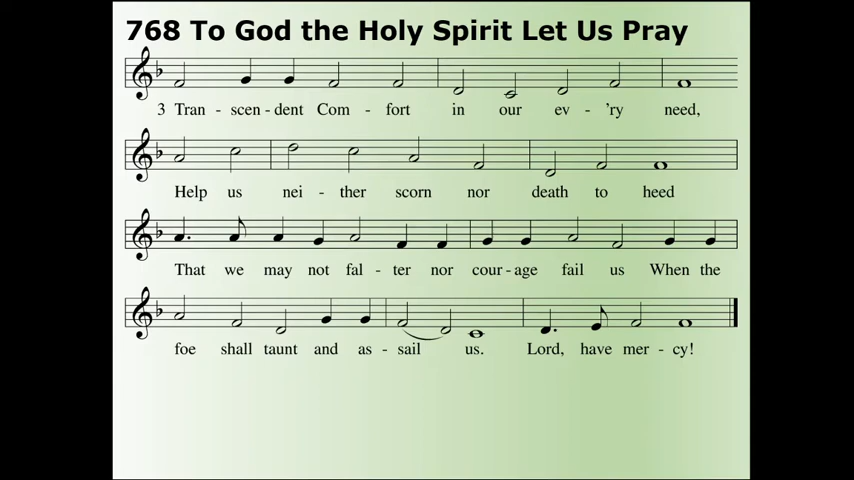 768 To God the Holy Spirit Let Us Pray
3 Tran - scen - dent Com - fort in our ev - 'ry need,
Help us nei - ther scorn nor death to heed
That we may not fal - ter nor cour - age fail us When the
foe shall taunt and as - sail us. Lord, have mer - cy!